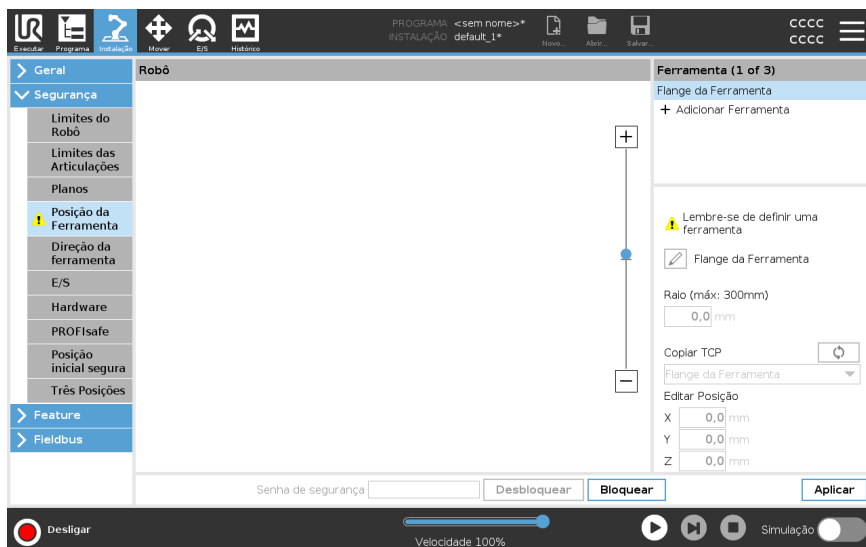 PROGRAMA <sem nome>*
INSTALAÇÃO default_1*
Executar
Programa
Instalação
Mover
E/S
Histórico
Novo...
Abrir...
Salvar...
CCCC
CCCC
Geral
Segurança
Limites do
Robô
Limites das
Articulações
Planos
Posição da
Ferramenta
Direção da
ferramenta
E/S
Hardware
PROFIsafe
Posição
inicial segura
Três Posições
Feature
Fieldbus
Robô
Ferramenta (1 of 3)
Flange da Ferramenta
+ Adicionar Ferramenta
Lembre-se de definir uma
ferramenta
Flange da Ferramenta
Raio (máx: 300mm)
0,0 mm
Copiar TCP
Flange da Ferramenta
Editar Posição
X 0,0 mm
Y 0,0 mm
Z 0,0 mm
Senha de segurança
Desbloquear
Bloquear
Aplicar
Desligar
Velocidade 100%
Simulação